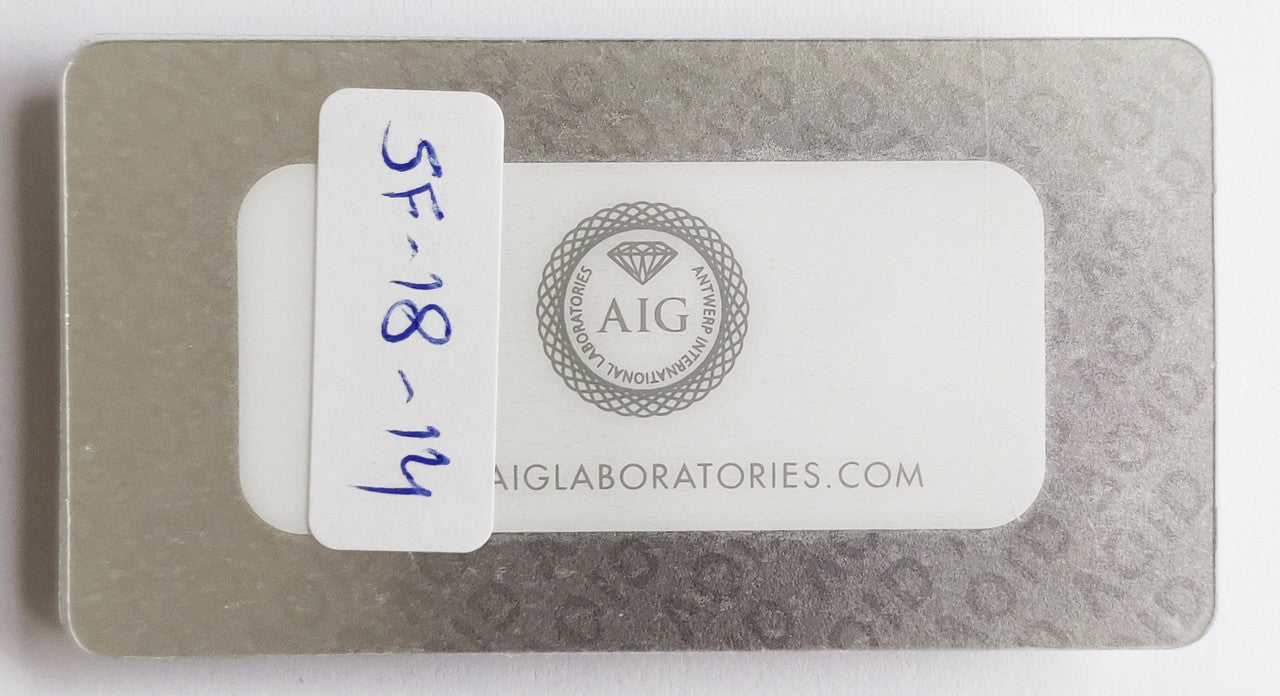 SF-18-14
AIG
ANTWERP INTERNATIONAL LABORATORIES
AIGLABORATORIES.COM